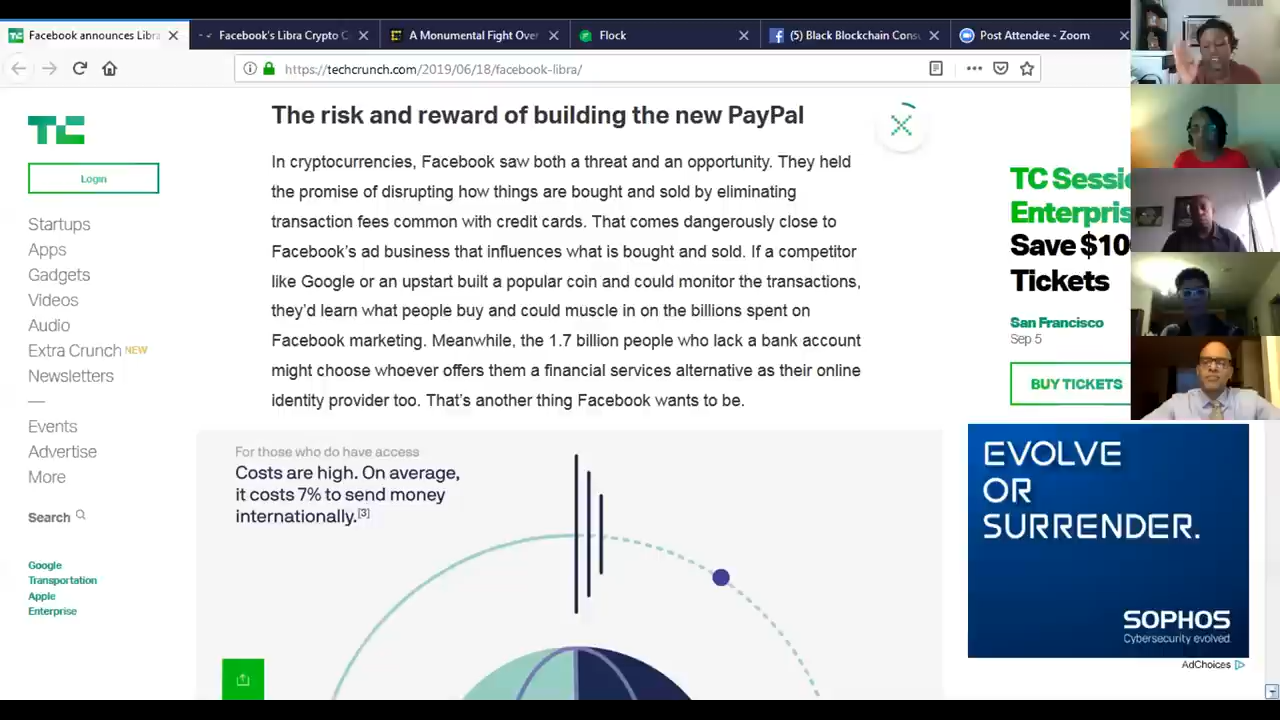 Facebook announces Libra
Facebook's Libra Crypto C
A Monumental Fight Over
Flock
(5) Black Blockchain Cons
Post Attendee - Zoom
https://techcrunch.com/2019/06/18/facebook-libra/
TC
Login
Startups
Apps
Gadgets
Videos
Audio
Extra Crunch NEW
Newsletters
—
Events
Advertise
More
Search
Google
Transportation
Apple
Enterprise
The risk and reward of building the new PayPal
In cryptocurrencies, Facebook saw both a threat and an opportunity. They held
the promise of disrupting how things are bought and sold by eliminating
transaction fees common with credit cards. That comes dangerously close to
Facebook's ad business that influences what is bought and sold. If a competitor
like Google or an upstart built a popular coin and could monitor the transactions,
they'd learn what people buy and could muscle in on the billions spent on
Facebook marketing. Meanwhile, the 1.7 billion people who lack a bank account
might choose whoever offers them a financial services alternative as their online
identity provider too. That's another thing Facebook wants to be.
For those who do have access
Costs are high. On average,
it costs 7% to send money
internationally.[3]
TC Sessi
Enterpris
Save $10
Tickets
San Francisco
Sep 5
BUY TICKETS
EVOLVE
OR
SURRENDER.
SOPHOS
Cybersecurity evolved.
AdChoices